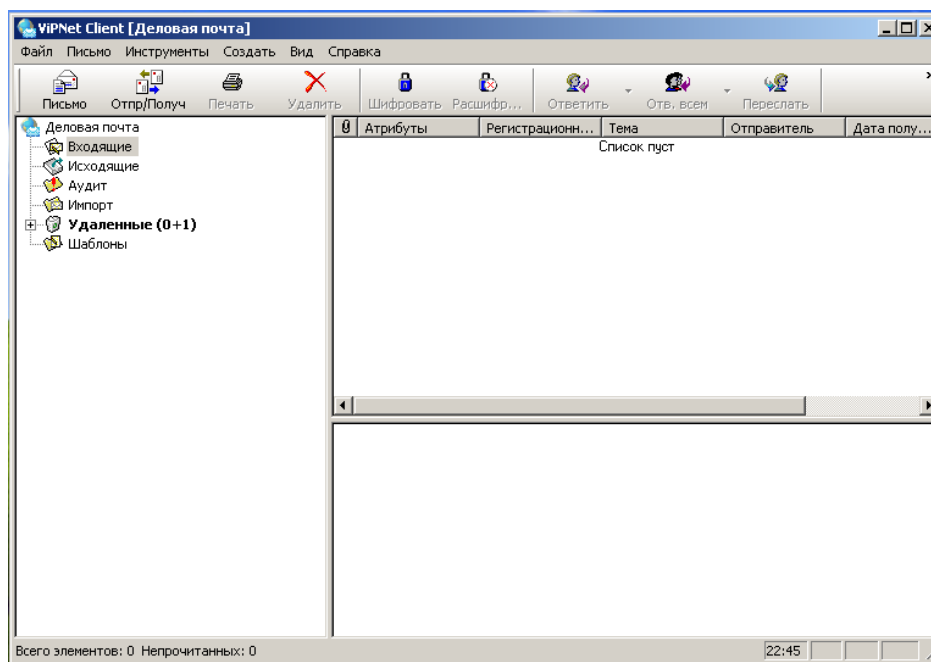 ViPNet Client [Деловая почта]
Файл Письмо Инструменты Создать Вид Справка
Письмо Отпр/Получ Печать Удалить Шифровать Расшифр... Ответить Отв. всем Переслать
Деловая почта
Входящие
Исходящие
Аудит
Импорт
Удаленные (0+1)
Шаблоны
Атрибуты Регистрационн... Тема Отправитель Дата полу...
Список пуст
Всего элементов: 0 Непрочитанных: 0
22:45